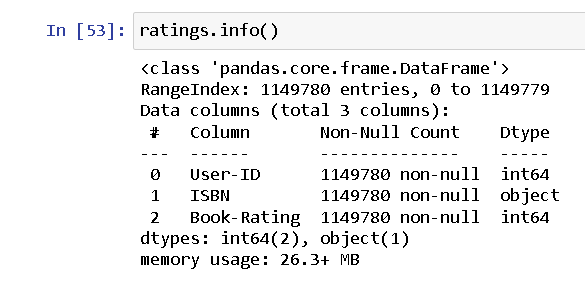 In [53]: ratings.info()
<class 'pandas.core.frame.DataFrame'>
RangeIndex: 1149780 entries, 0 to 1149779
Data columns (total 3 columns):
 #   Column       Non-Null Count    Dtype
---  ------       --------------    -----
 0   User-ID      1149780 non-null  int64
 1   ISBN         1149780 non-null  object
 2   Book-Rating  1149780 non-null  int64
dtypes: int64(2), object(1)
memory usage: 26.3+ MB